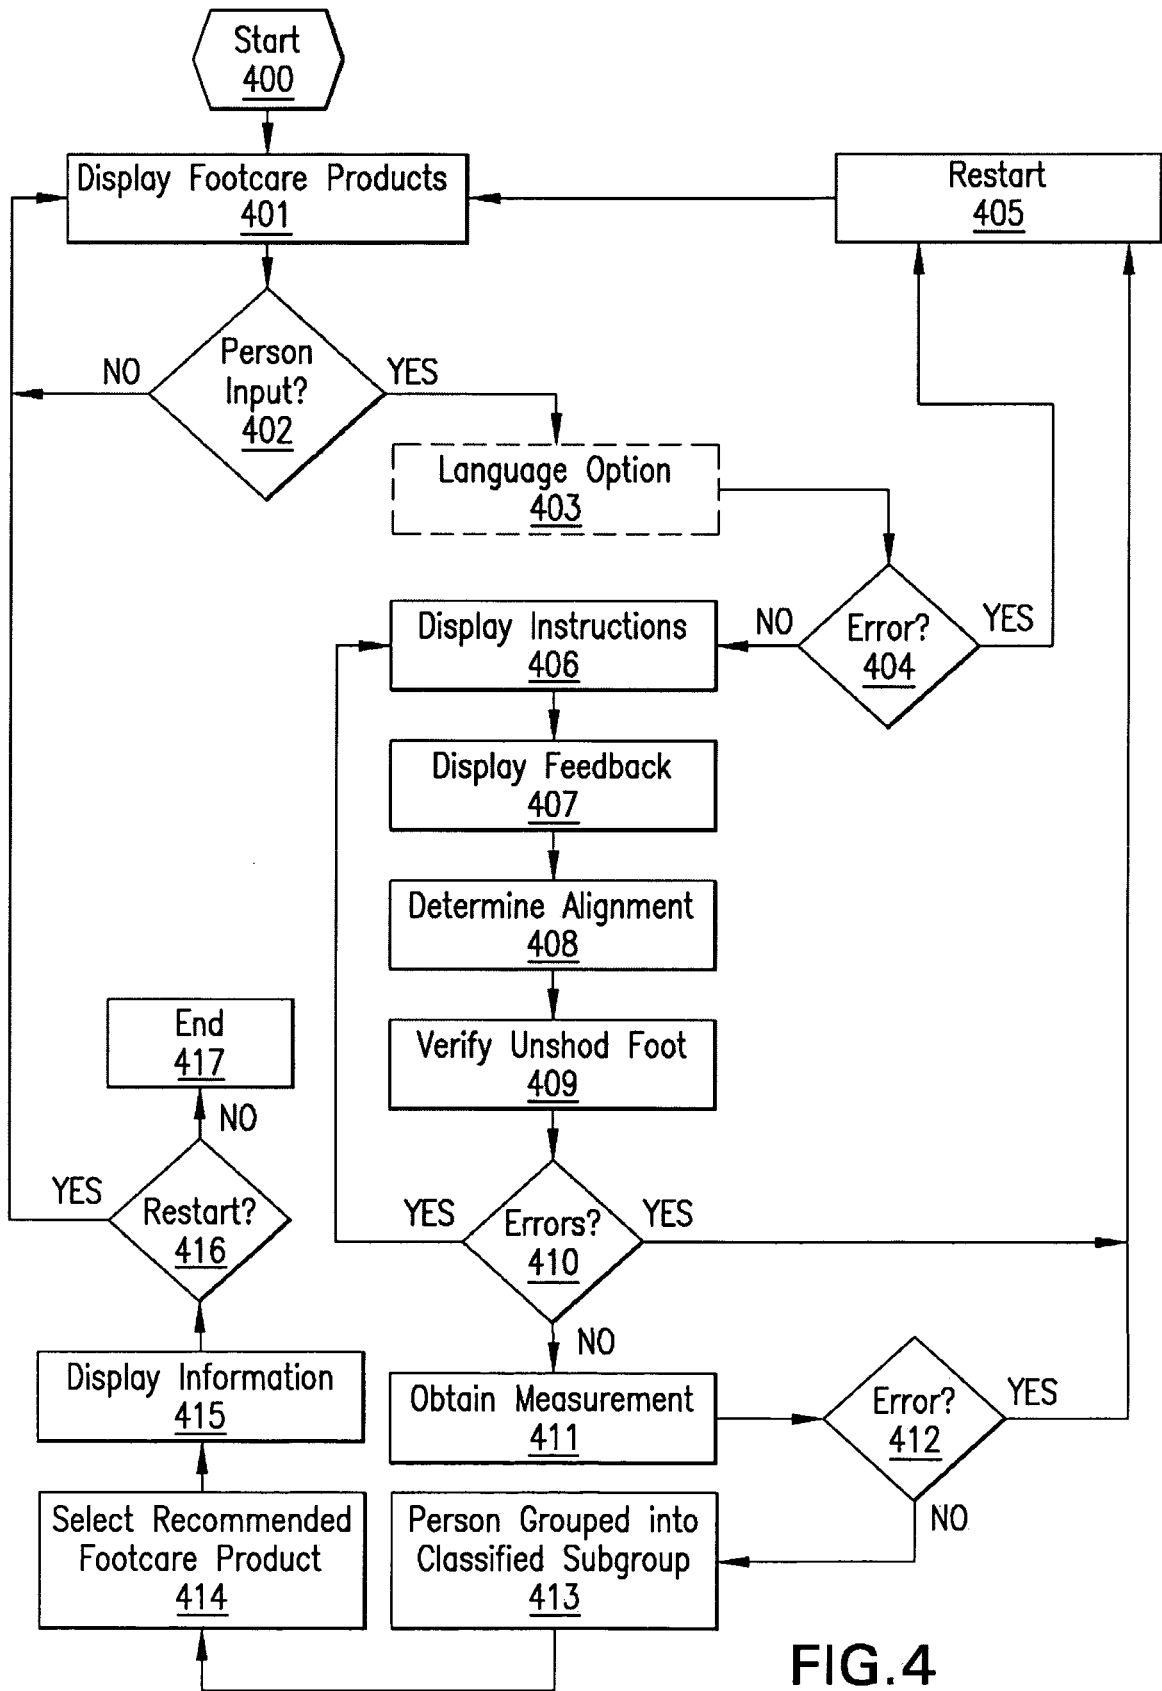 Start
400
Display Footcare Products
401
Restart
405
Person
Input?
402
NO
YES
Language Option
403
Error?
404
NO
YES
Display Instructions
406
Display Feedback
407
Determine Alignment
408
Verify Unshod Foot
409
End
417
NO
Restart?
416
YES
Errors?
410
YES
YES
NO
Display Information
415
Obtain Measurement
411
Error?
412
YES
NO
Select Recommended
Footcare Product
414
Person Grouped into
Classified Subgroup
413
FIG.4